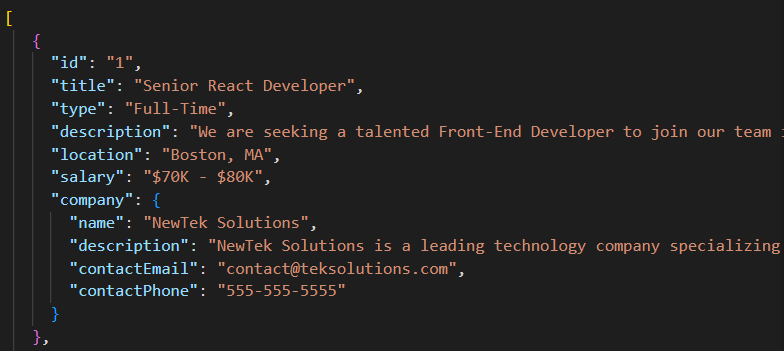 [
{
"id": "1",
"title": "Senior React Developer",
"type": "Full-Time",
"description": "We are seeking a talented Front-End Developer to join our team
"location": "Boston, MA",
"salary": "$70K - $80K",
"company": {
"name": "NewTek Solutions",
"description": "NewTek Solutions is a leading technology company specializing
"contactEmail": "contact@teksolutions.com",
"contactPhone": "555-555-5555"
}
},